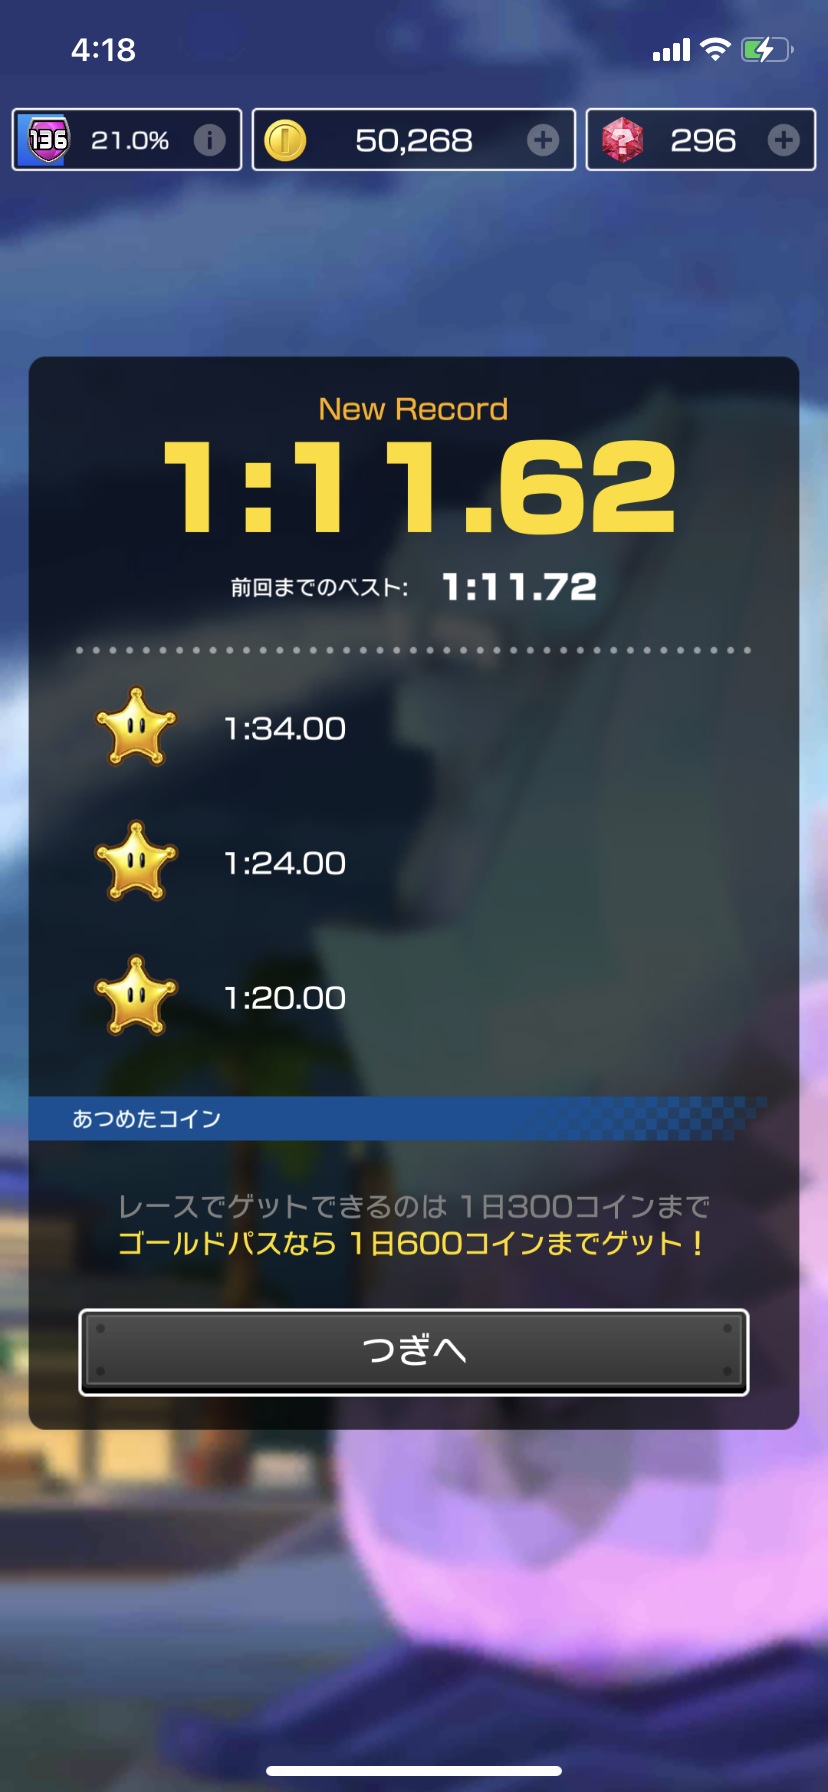 4:18
136 21.0% i 50,268 + ? 296 +
New Record
1:11.62
前回までのベスト: 1:11.72
1:34.00
1:24.00
1:20.00
あつめたコイン
レースでゲットできるのは 1日300コインまで
ゴールドパスなら 1日600コインまでゲット！
つぎへ